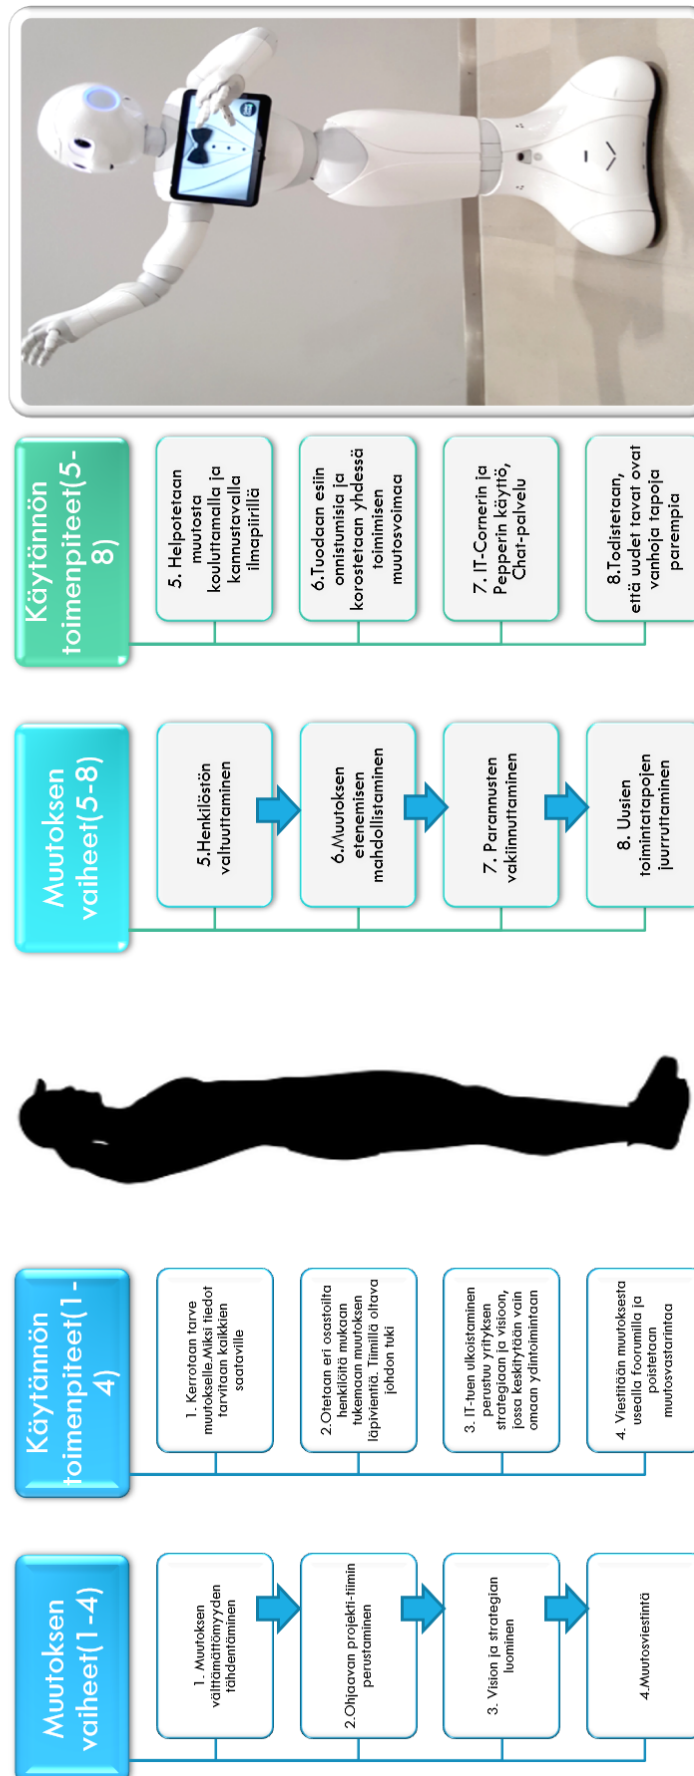 Muutoksen
vaiheet(1-4)
1. Muutoksen
välttämättömyyden
tähdentäminen
2.Ohjaavan projekti-tiimin
perustaminen
3. Vision ja strategian
luominen
4.Muutosviestintä
Käytännön
toimenpiteet(1-
4)
1. Kerrotaan tarve
muutokselle.Miksi tiedot
tarvitaan kaikkien
saataville
2.Otetaan eri osastoilta
henkilöitä mukaan
tukemaan muutoksen
läpivientiä. Tiimillä oltava
johdon tuki
3. IT-tuen ulkoistaminen
perustuu yrityksen
strategiaan ja visioon,
jossa keskitytään vain
omaan ydintoimintaan
4. Viestitään muutoksesta
usealla foorumilla ja
poistetaan
muutosvastarintaa
Muutoksen
vaiheet(5-8)
5.Henkilöstön
valtuuttaminen
6.Muutoksen
etenemisen
mahdollistaminen
7. Parannusten
vakiinnuttaminen
8. Uusien
toimintatapojen
juurruttaminen
Käytännön
toimenpiteet(5-
8)
5. Helpotetaan
muutosta
kouluttamalla ja
kannustavalla
ilmapiirillä
6.Tuodaan esiin
onnistumisia ja
korostetaan yhdessä
toimimisen
muutosvoimaa
7. IT-Cornerin ja
Pepperin käyttö,
Chat-palvelu
8.Todistetaan,
että uudet tavat ovat
vanhoja tapoja
parempia